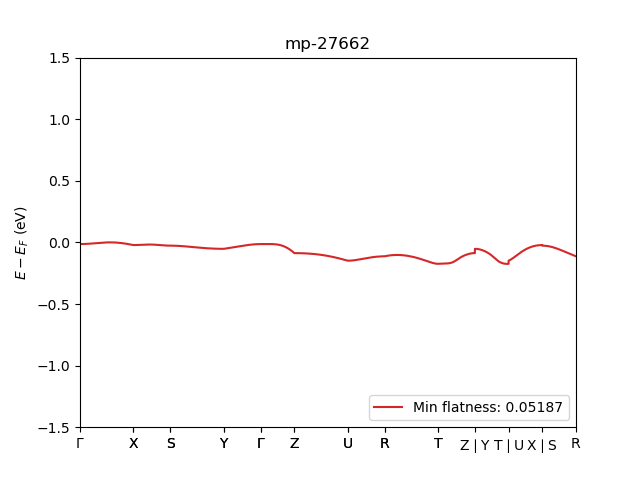 mp-27662
1.5
1.0
0.5
0.0
−0.5
−1.0
−1.5
E − E_F (eV)
Min flatness: 0.05187
Γ X S Y Γ Z U R T Z | Y T | U X | S R